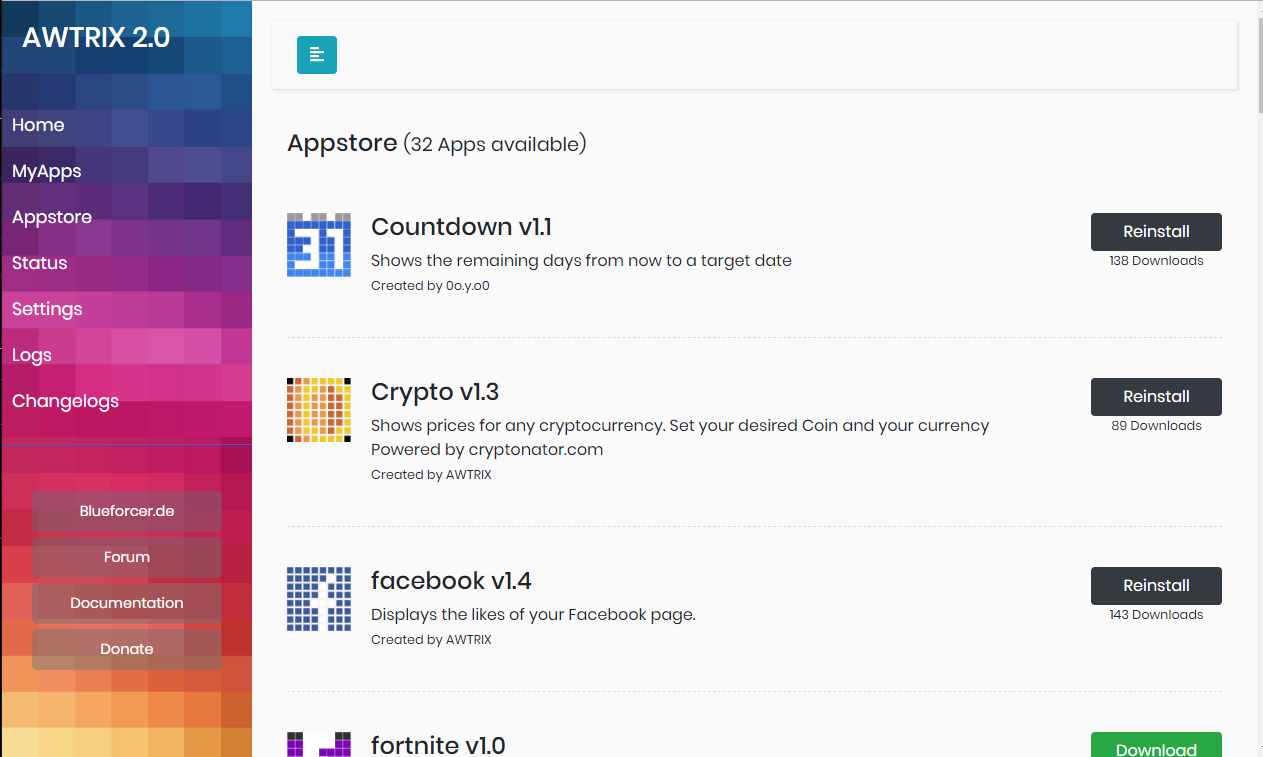 AWTRIX 2.0
Home
MyApps
Appstore
Status
Settings
Logs
Changelogs
Blueforcer.de
Forum
Documentation
Donate
Appstore (32 Apps available)
31
Countdown v1.1
Shows the remaining days from now to a target date
Created by 0o.y.o0
Reinstall
138 Downloads
Crypto v1.3
Shows prices for any cryptocurrency. Set your desired Coin and your currency
Powered by cryptonator.com
Created by AWTRIX
Reinstall
89 Downloads
facebook v1.4
Displays the likes of your Facebook page.
Created by AWTRIX
Reinstall
143 Downloads
fortnite v1.0
Download